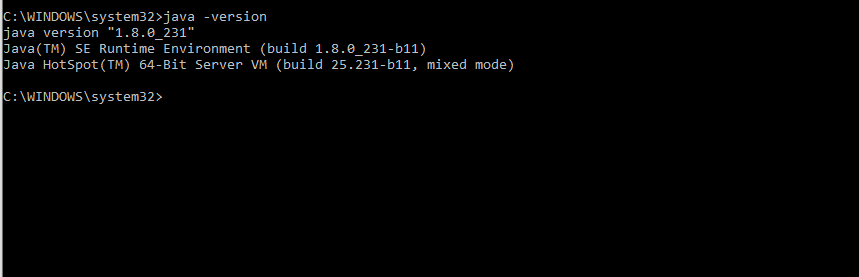 C:\WINDOWS\system32>java -version
java version "1.8.0_231"
Java(TM) SE Runtime Environment (build 1.8.0_231-b11)
Java HotSpot(TM) 64-Bit Server VM (build 25.231-b11, mixed mode)
C:\WINDOWS\system32>